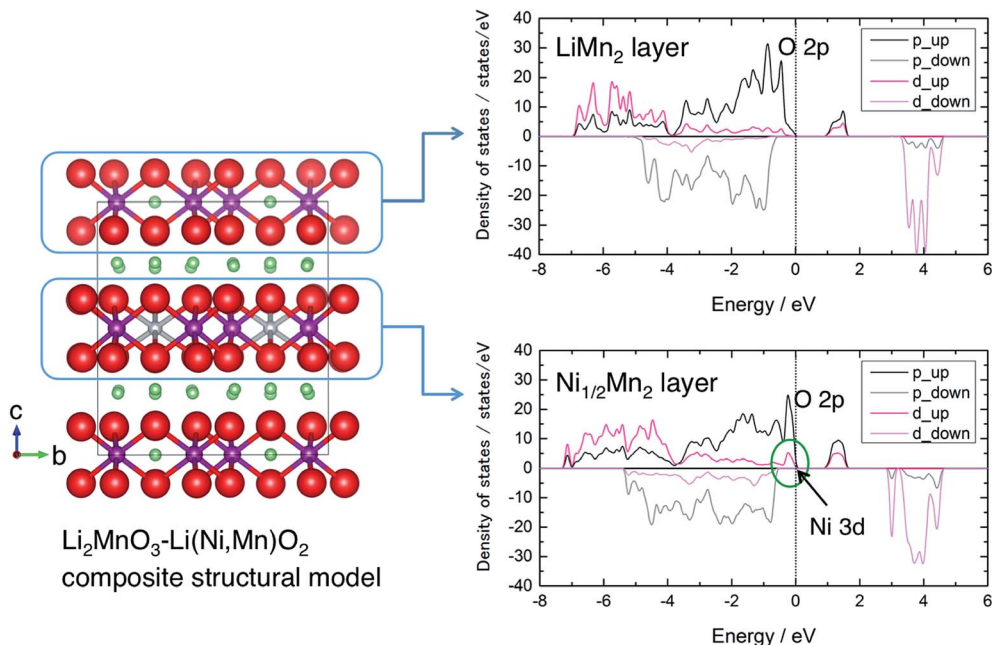 c
b
Li₂MnO₃-Li(Ni,Mn)O₂
composite structural model
Density of states / states/eV
40
30
20
10
0
-10
-20
-30
-40
LiMn₂ layer
O 2p
p_up
p_down
d_up
d_down
-8 -6 -4 -2 0 2 4 6
Energy / eV
Density of states / states/eV
40
30
20
10
0
-10
-20
-30
-40
Ni₁/₂Mn₂ layer
O 2p
p_up
p_down
d_up
d_down
Ni 3d
-8 -6 -4 -2 0 2 4 6
Energy / eV